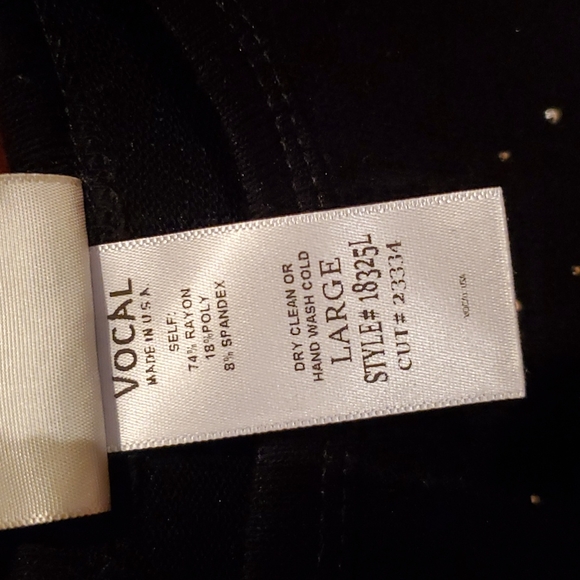 VOCAL
MADE IN U.S.A
SELF:
74% RAYON
18%POLY
8% SPANDEX
DRY CLEAN OR
HAND WASH COLD
LARGE
STYLE# 18325L
CUT# 23334